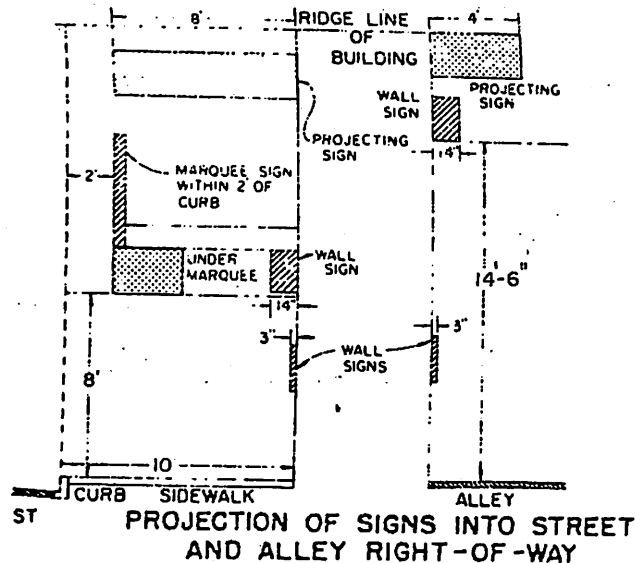 8'
RIDGE LINE
OF
BUILDING
4'
PROJECTING
SIGN
WALL
SIGN
PROJECTING
SIGN
14"
2'
MARQUEE SIGN
WITHIN 2' OF
CURB
UNDER
MARQUEE
WALL
SIGN
14'-6"
14"
3"
3"
WALL
SIGNS
8'
10
CURB SIDEWALK
ALLEY
ST
PROJECTION OF SIGNS INTO STREET
AND ALLEY RIGHT-OF-WAY